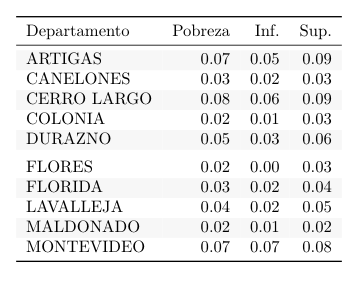 Departamento Pobreza Inf. Sup.
ARTIGAS 0.07 0.05 0.09
CANELONES 0.03 0.02 0.03
CERRO LARGO 0.08 0.06 0.09
COLONIA 0.02 0.01 0.03
DURAZNO 0.05 0.03 0.06
FLORES 0.02 0.00 0.03
FLORIDA 0.03 0.02 0.04
LAVALLEJA 0.04 0.02 0.05
MALDONADO 0.02 0.01 0.02
MONTEVIDEO 0.07 0.07 0.08